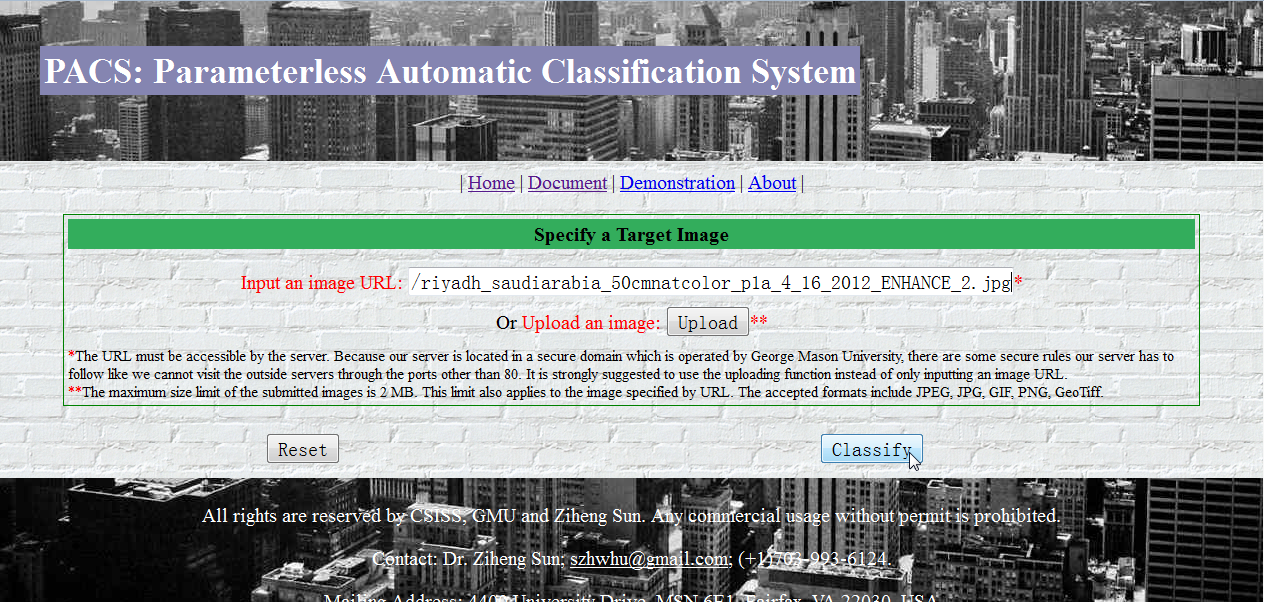 PACS: Parameterless Automatic Classification System
| Home | Document | Demonstration | About |
Specify a Target Image
Input an image URL: /riyadh_saudiarabia_50cmnatcolor_p1a_4_16_2012_ENHANCE_2.jpg*
Or Upload an image: Upload **
*The URL must be accessible by the server. Because our server is located in a secure domain which is operated by George Mason University, there are some secure rules our server has to
follow like we cannot visit the outside servers through the ports other than 80. It is strongly suggested to use the uploading function instead of only inputting an image URL.
**The maximum size limit of the submitted images is 2 MB. This limit also applies to the image specified by URL. The accepted formats include JPEG, JPG, GIF, PNG, GeoTiff.
Reset Classify
All rights are reserved by CSISS, GMU and Ziheng Sun. Any commercial usage without permit is prohibited.
Contact: Dr. Ziheng Sun; szhwhu@gmail.com; (+1)703-993-6124.
Mailing Address: 4400 University Drive, MSN 6E1, Fairfax, VA 22030, USA